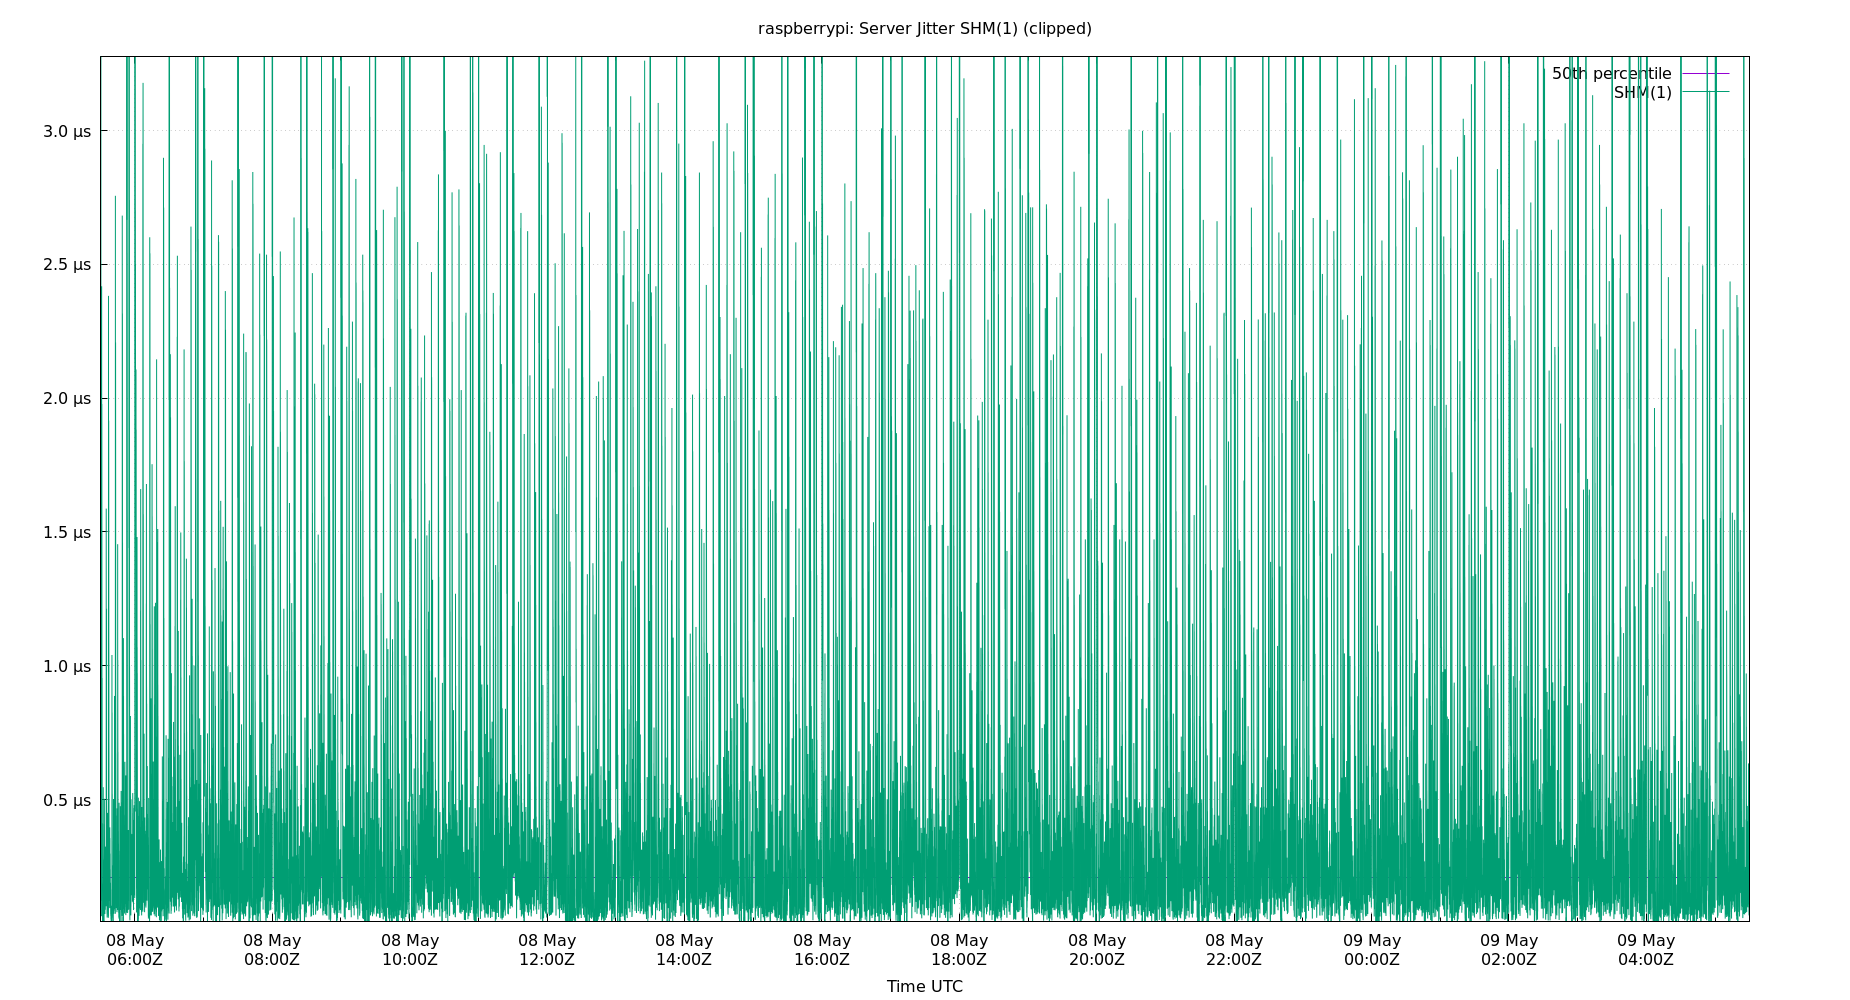 raspberrypi: Server Jitter SHM(1) (clipped)
50th percentile
SHM(1)
3.0 µs
2.5 µs
2.0 µs
1.5 µs
1.0 µs
0.5 µs
08 May 08 May 08 May 08 May 08 May 08 May 08 May 08 May 08 May 09 May 09 May 09 May
06:00Z 08:00Z 10:00Z 12:00Z 14:00Z 16:00Z 18:00Z 20:00Z 22:00Z 00:00Z 02:00Z 04:00Z
Time UTC